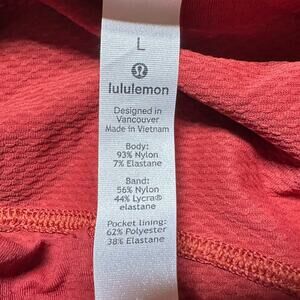 L
lululemon
Designed in
Vancouver
Made in Vietnam
Body:
93% Nylon
7% Elastane
Band:
56% Nylon
44% Lycra®
elastane
Pocket lining:
62% Polyester
38% Elastane